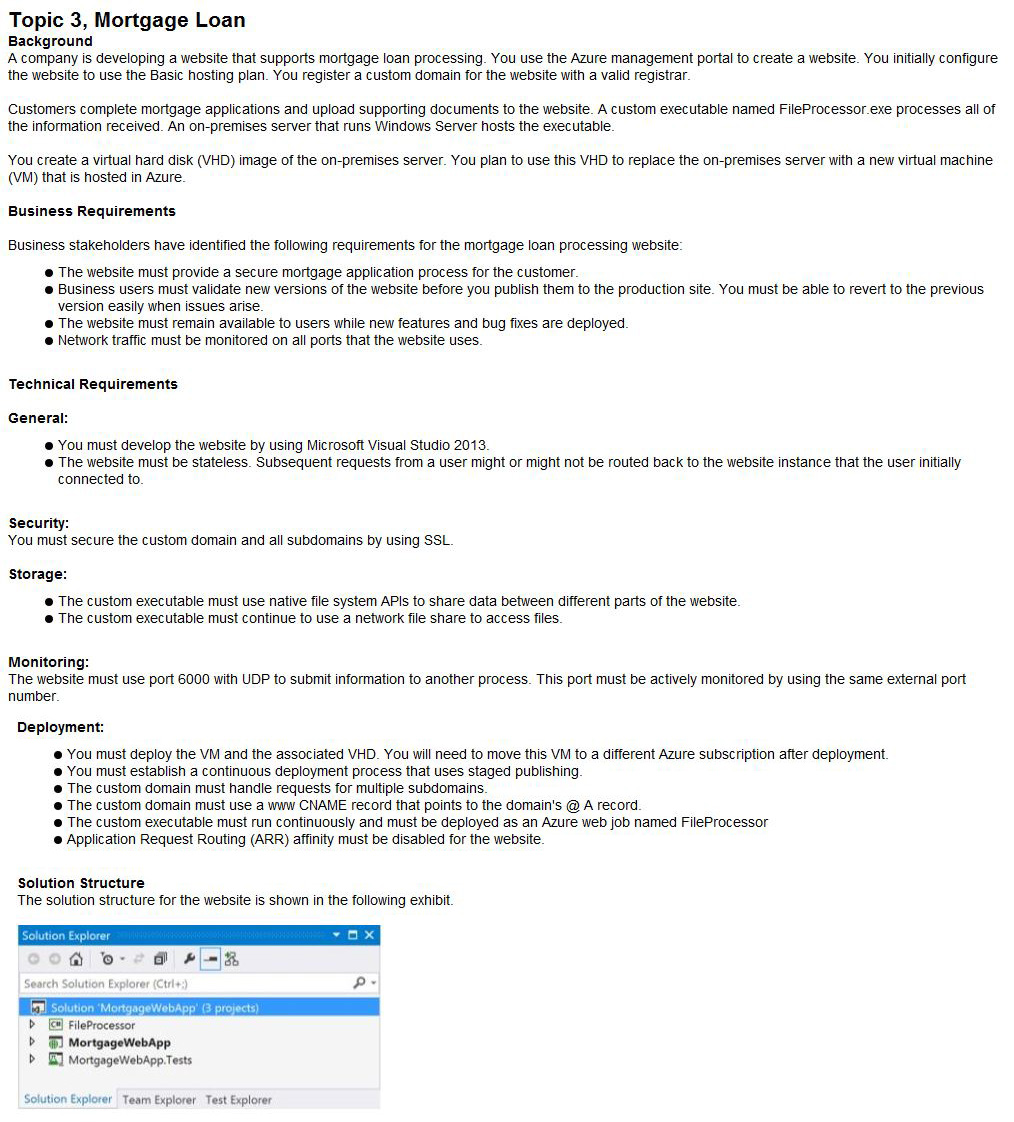 Topic 3, Mortgage Loan
Background
A company is developing a website that supports mortgage loan processing. You use the Azure management portal to create a website. You initially configure
the website to use the Basic hosting plan. You register a custom domain for the website with a valid registrar.
Customers complete mortgage applications and upload supporting documents to the website. A custom executable named FileProcessor.exe processes all of
the information received. An on-premises server that runs Windows Server hosts the executable.
You create a virtual hard disk (VHD) image of the on-premises server. You plan to use this VHD to replace the on-premises server with a new virtual machine
(VM) that is hosted in Azure.
Business Requirements
Business stakeholders have identified the following requirements for the mortgage loan processing website:
● The website must provide a secure mortgage application process for the customer.
● Business users must validate new versions of the website before you publish them to the production site. You must be able to revert to the previous
version easily when issues arise.
● The website must remain available to users while new features and bug fixes are deployed.
● Network traffic must be monitored on all ports that the website uses.
Technical Requirements
General:
● You must develop the website by using Microsoft Visual Studio 2013.
● The website must be stateless. Subsequent requests from a user might or might not be routed back to the website instance that the user initially
connected to.
Security:
You must secure the custom domain and all subdomains by using SSL.
Storage:
● The custom executable must use native file system APIs to share data between different parts of the website.
● The custom executable must continue to use a network file share to access files.
Monitoring:
The website must use port 6000 with UDP to submit information to another process. This port must be actively monitored by using the same external port
number.
Deployment:
● You must deploy the VM and the associated VHD. You will need to move this VM to a different Azure subscription after deployment.
● You must establish a continuous deployment process that uses staged publishing.
● The custom domain must handle requests for multiple subdomains.
● The custom domain must use a www CNAME record that points to the domain's @ A record.
● The custom executable must run continuously and must be deployed as an Azure web job named FileProcessor
● Application Request Routing (ARR) affinity must be disabled for the website.
Solution Structure
The solution structure for the website is shown in the following exhibit.
Solution Explorer
Search Solution Explorer (Ctrl+;)
Solution 'MortgageWebApp' (3 projects)
C# FileProcessor
MortgageWebApp
MortgageWebApp.Tests
Solution Explorer Team Explorer Test Explorer